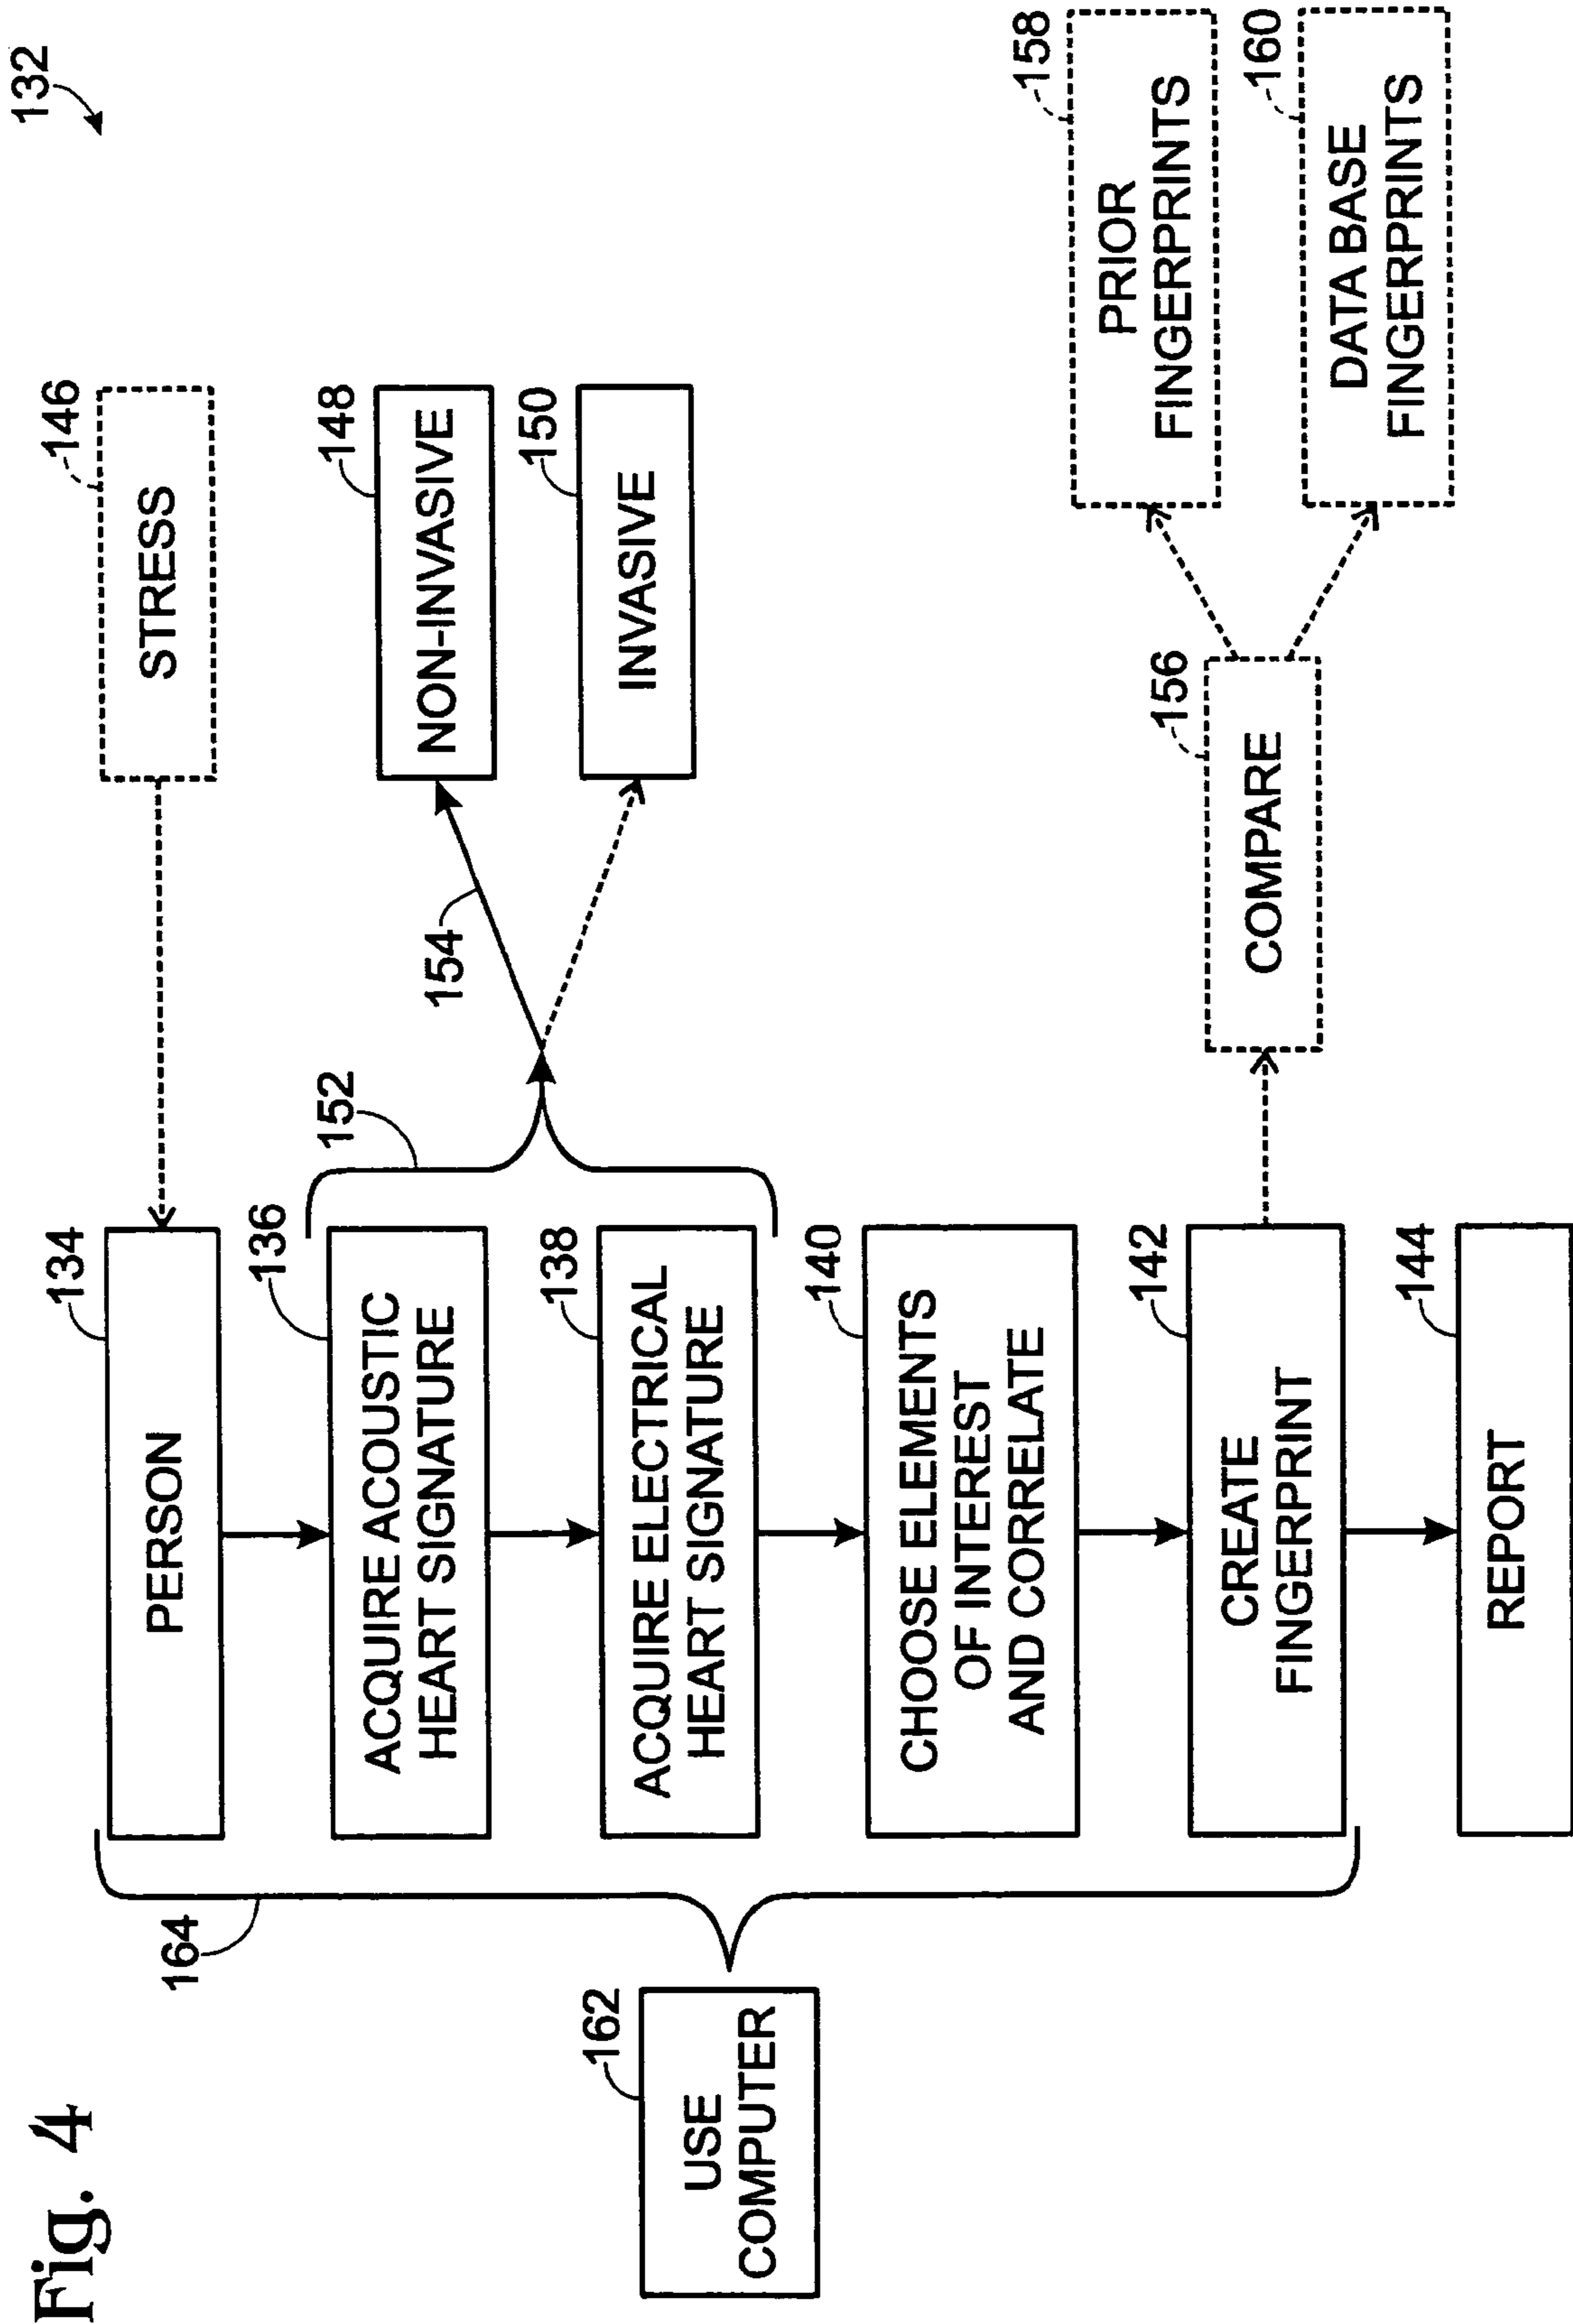 Fig. 4
132
134
PERSON
146
STRESS
136
ACQUIRE ACOUSTIC
HEART SIGNATURE
152
154
148
NON-INVASIVE
138
ACQUIRE ELECTRICAL
HEART SIGNATURE
150
INVASIVE
164
162
USE
COMPUTER
140
CHOOSE ELEMENTS
OF INTEREST
AND CORRELATE
142
CREATE
FINGERPRINT
156
COMPARE
158
PRIOR
FINGERPRINTS
160
DATA BASE
FINGERPRINTS
144
REPORT